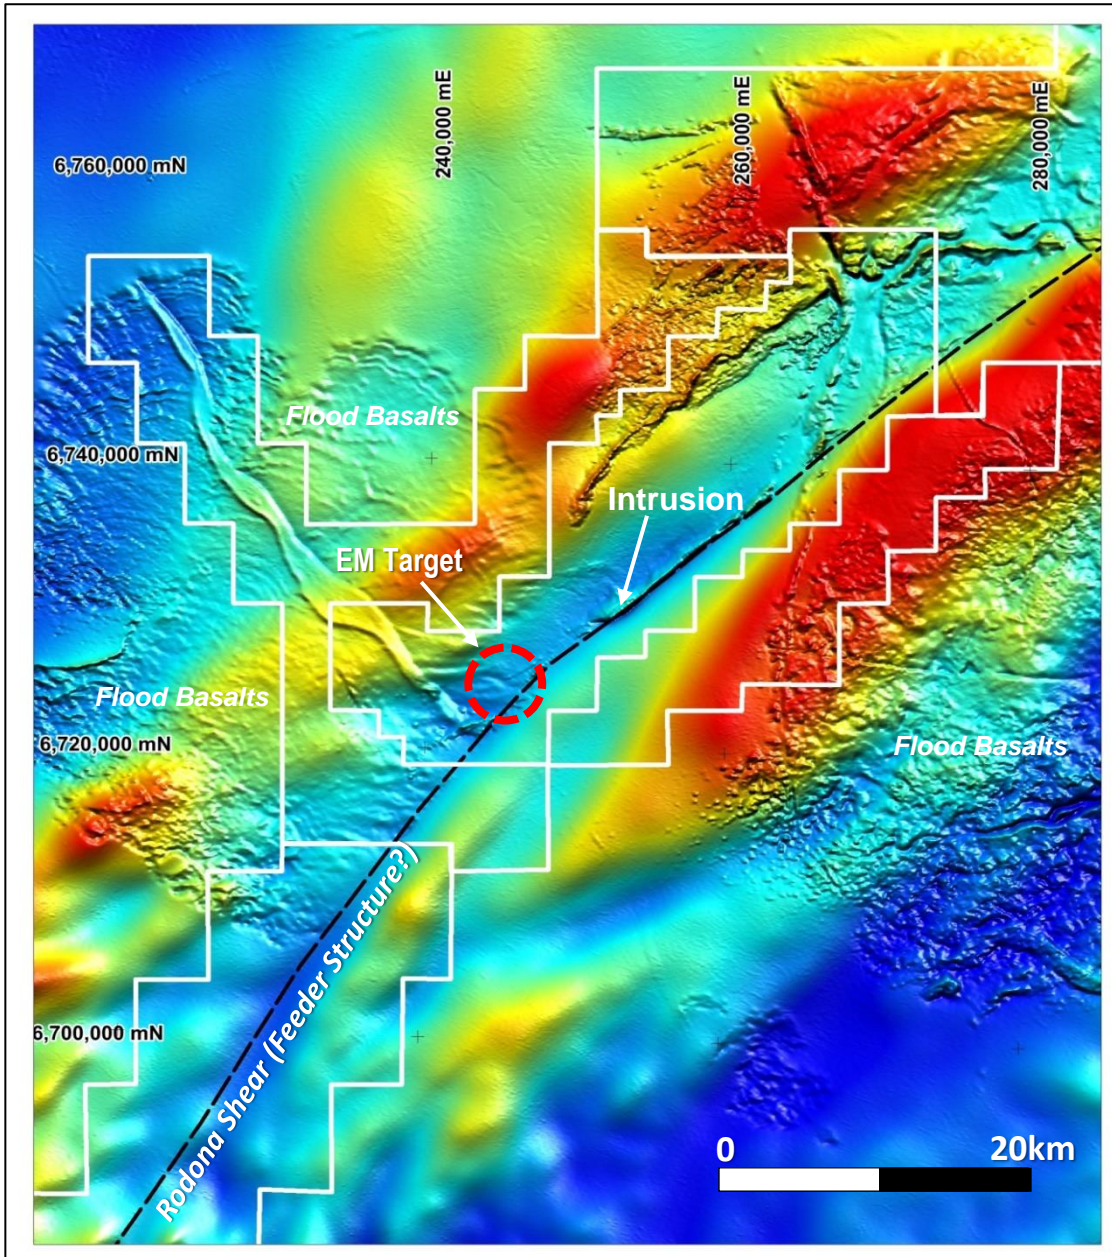 240,000 mE
260,000 mE
280,000 mE
6,760,000 mN
Flood Basalts
6,740,000 mN
Intrusion
EM Target
Flood Basalts
6,720,000 mN
Flood Basalts
Rodona Shear (Feeder Structure?)
6,700,000 mN
0 20km